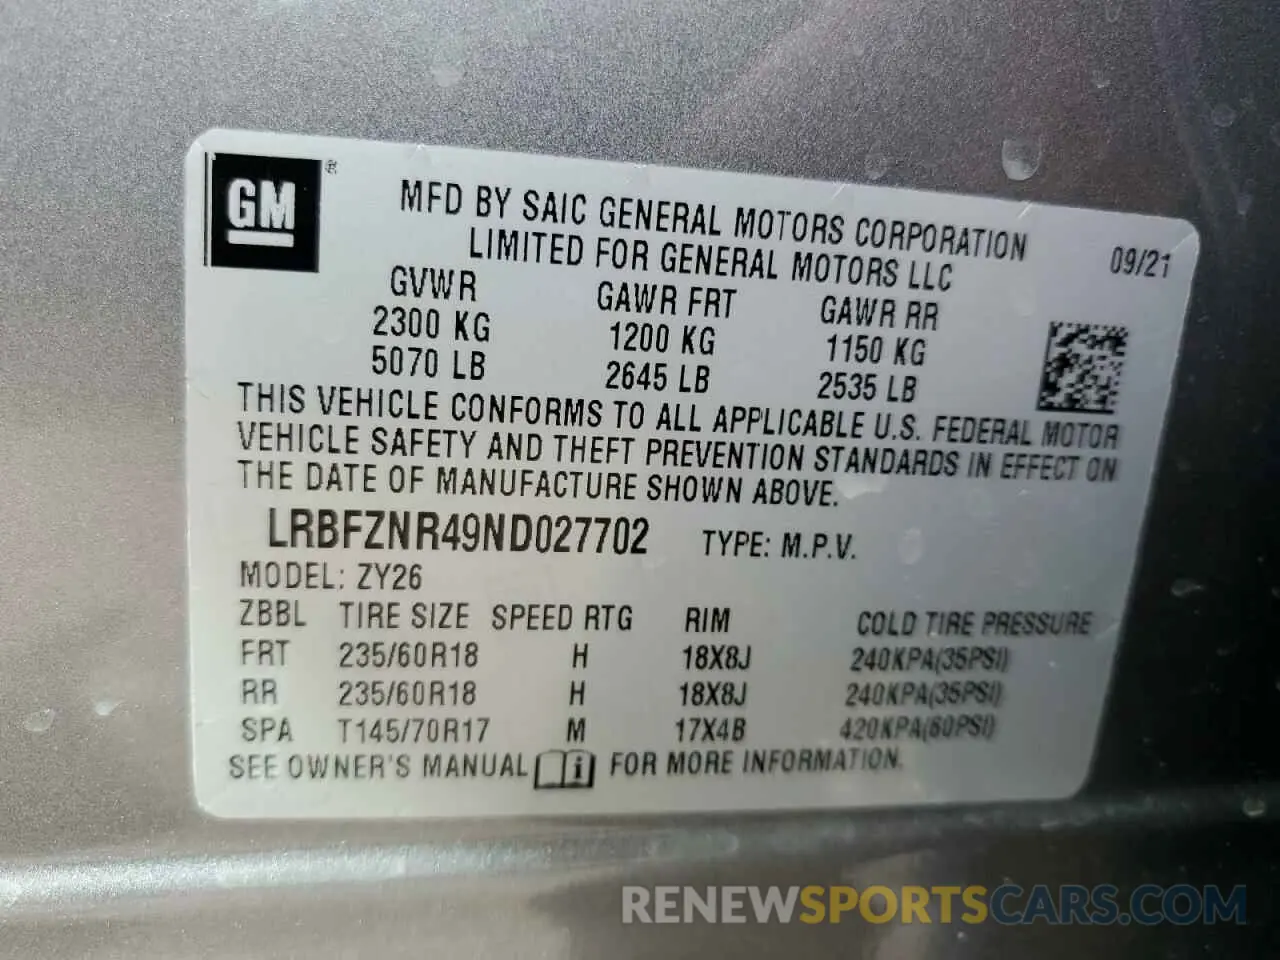 GM ®
MFD BY SAIC GENERAL MOTORS CORPORATION
LIMITED FOR GENERAL MOTORS LLC
09/21
GVWR GAWR FRT GAWR RR
2300 KG 1200 KG 1150 KG
5070 LB 2645 LB 2535 LB
THIS VEHICLE CONFORMS TO ALL APPLICABLE U.S. FEDERAL MOTOR
VEHICLE SAFETY AND THEFT PREVENTION STANDARDS IN EFFECT ON
THE DATE OF MANUFACTURE SHOWN ABOVE.
LRBFZNR49ND027702 TYPE: M.P.V.
MODEL: ZY26
ZBBL TIRE SIZE SPEED RTG RIM COLD TIRE PRESSURE
FRT 235/60R18 H 18X8J 240KPA(35PSI)
RR 235/60R18 H 18X8J 240KPA(35PSI)
SPA T145/70R17 M 17X4B 420KPA(60PSI)
SEE OWNER'S MANUAL i FOR MORE INFORMATION.
RENEWSPORTSCARS.COM